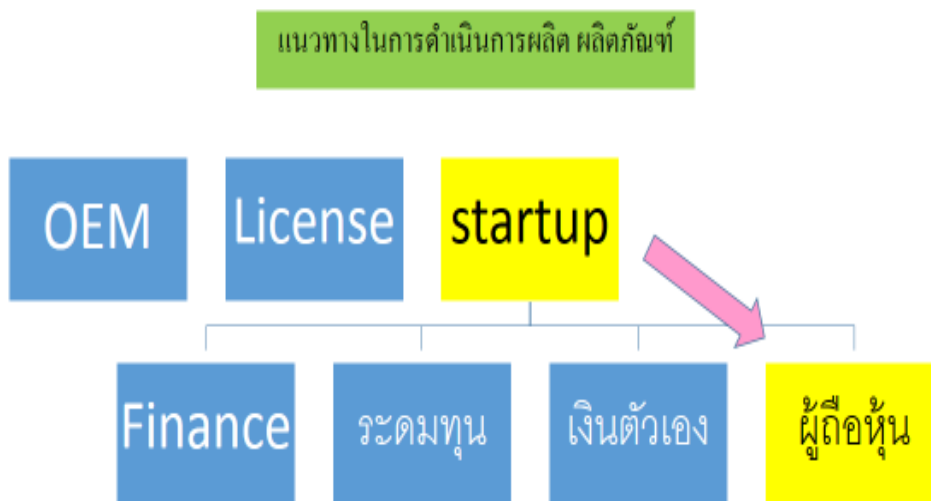 แนวทางในการดำเนินการผลิต ผลิตภัณฑ์
OEM
License
startup
Finance
ระดมทุน
เงินตัวเอง
ผู้ถือหุ้น